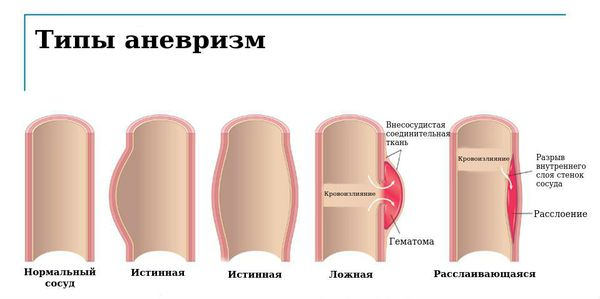 Типы аневризм
Внесосудистая
соединительная
ткань
Кровоизлияние
Гематома
Кровоизлияние
Разрыв
внутреннего
слоя стенок
сосуда
Расслоение
Нормальный
сосуд
Истинная
Истинная
Ложная
Расслаивающаяся